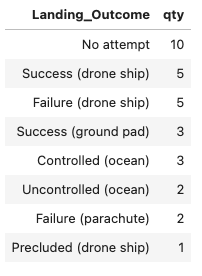 Landing_Outcome qty
No attempt 10
Success (drone ship) 5
Failure (drone ship) 5
Success (ground pad) 3
Controlled (ocean) 3
Uncontrolled (ocean) 2
Failure (parachute) 2
Precluded (drone ship) 1